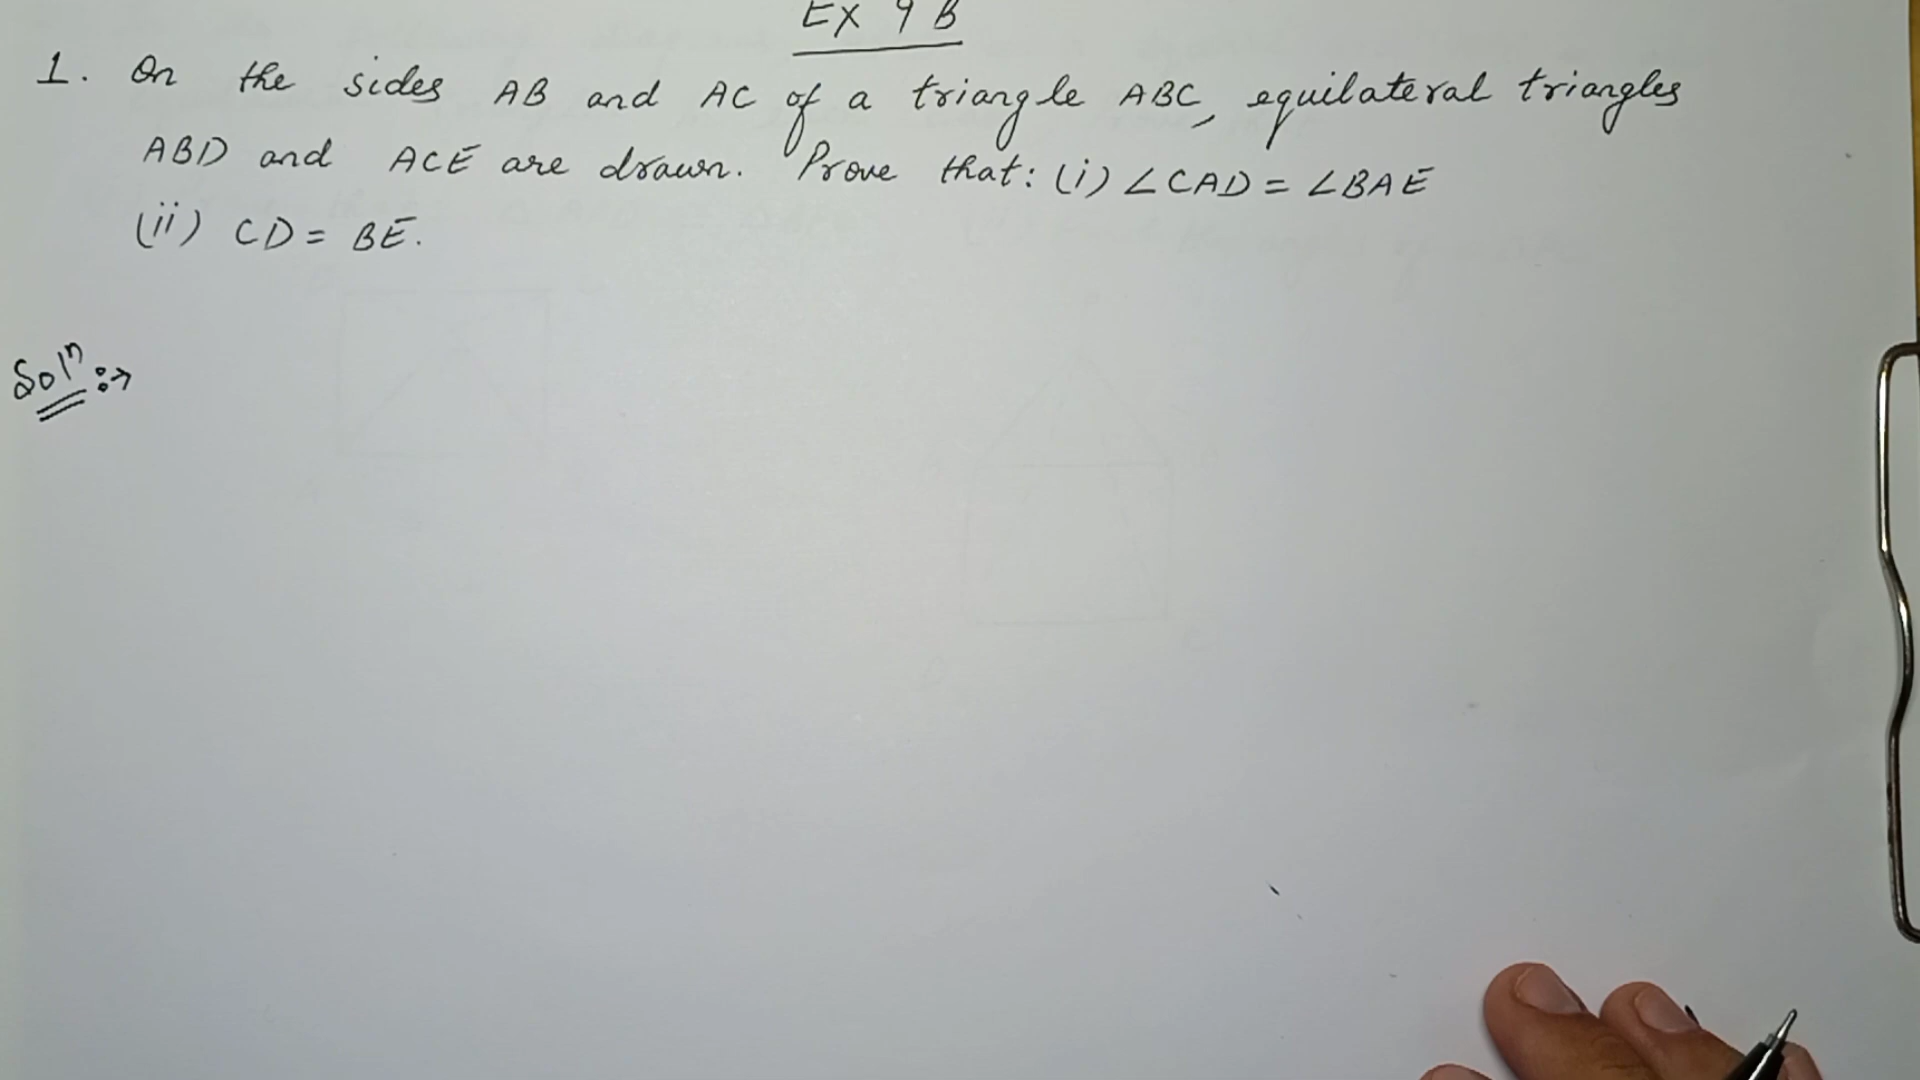 Ex 9 B
1. On the sides AB and AC of a triangle ABC, equilateral triangles
ABD and ACE are drawn. Prove that: (i) ∠CAD = ∠BAE
(ii) CD = BE.
Solⁿ :→